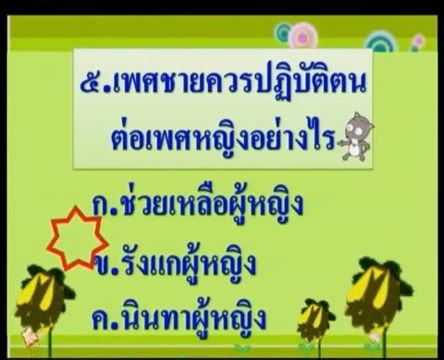 ๕.เพศชายควรปฏิบัติตน
ต่อเพศหญิงอย่างไร
ก.ช่วยเหลือผู้หญิง
ข.รังแกผู้หญิง
ค.นินทาผู้หญิง